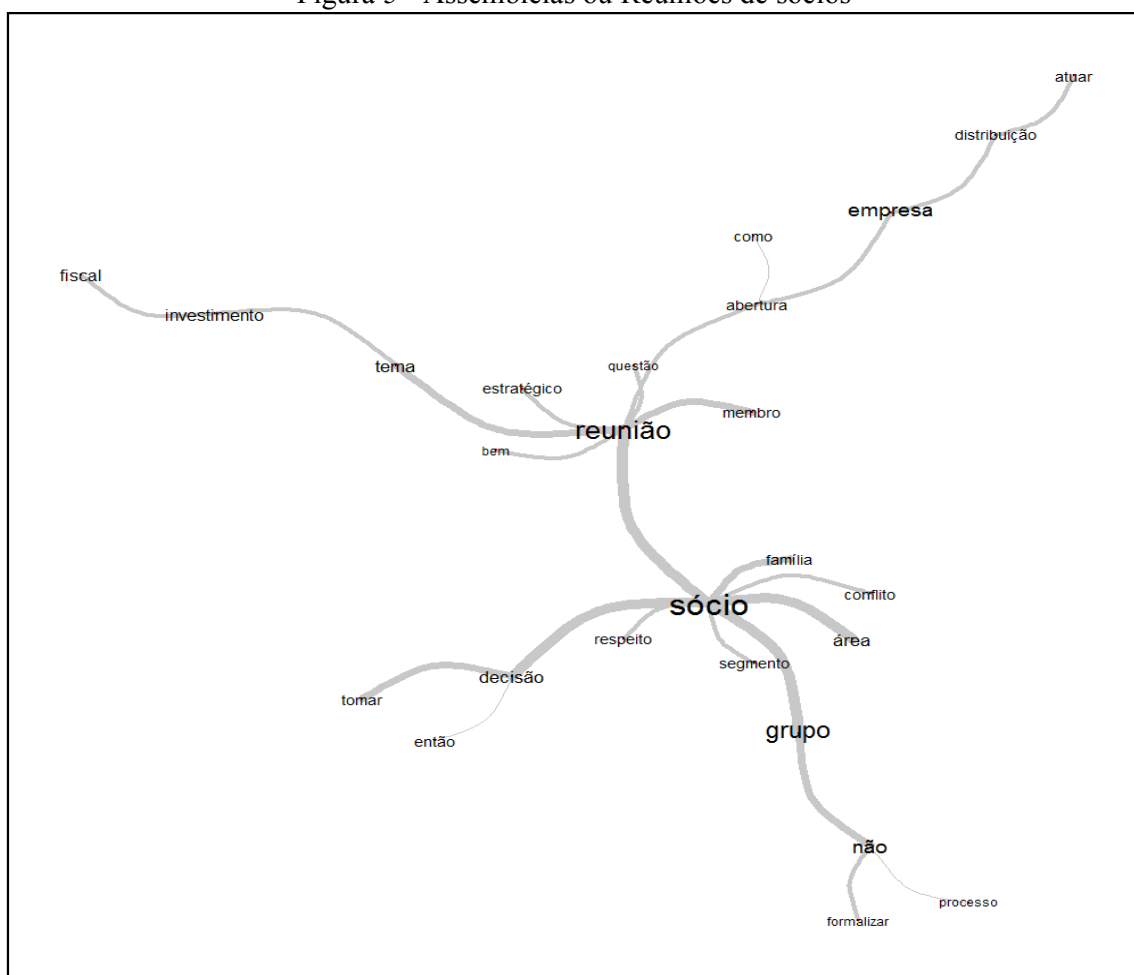 Figura 3 - Assembleias ou Reuniões de sócios
atuar
distribuição
empresa
como
fiscal
abertura
investimento
tema
questão
estratégico
membro
reunião
bem
família
conflito
sócio
respeito
área
segmento
decisão
tomar
grupo
então
não
processo
formalizar